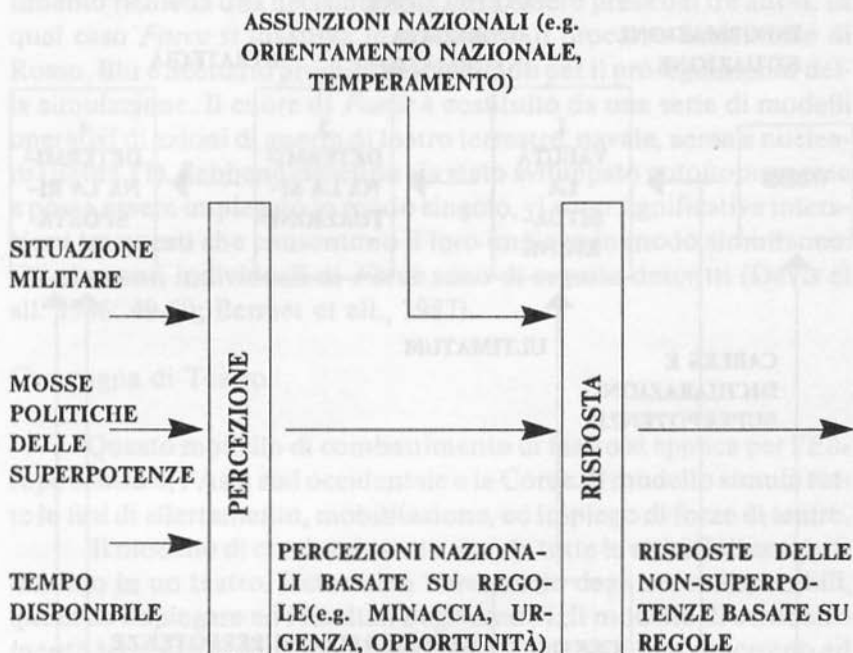 ASSUNZIONI NAZIONALI (e.g.
ORIENTAMENTO NAZIONALE,
TEMPERAMENTO)
SITUAZIONE
MILITARE
MOSSE
POLITICHE
DELLE
SUPERPOTENZE
TEMPO
DISPONIBILE
PERCEZIONE
RISPOSTA
PERCEZIONI NAZIONA-
LI BASATE SU REGO-
LE(e.g. MINACCIA, UR-
GENZA, OPPORTUNITÀ)
RISPOSTE DELLE
NON-SUPERPO-
TENZE BASATE SU
REGOLE